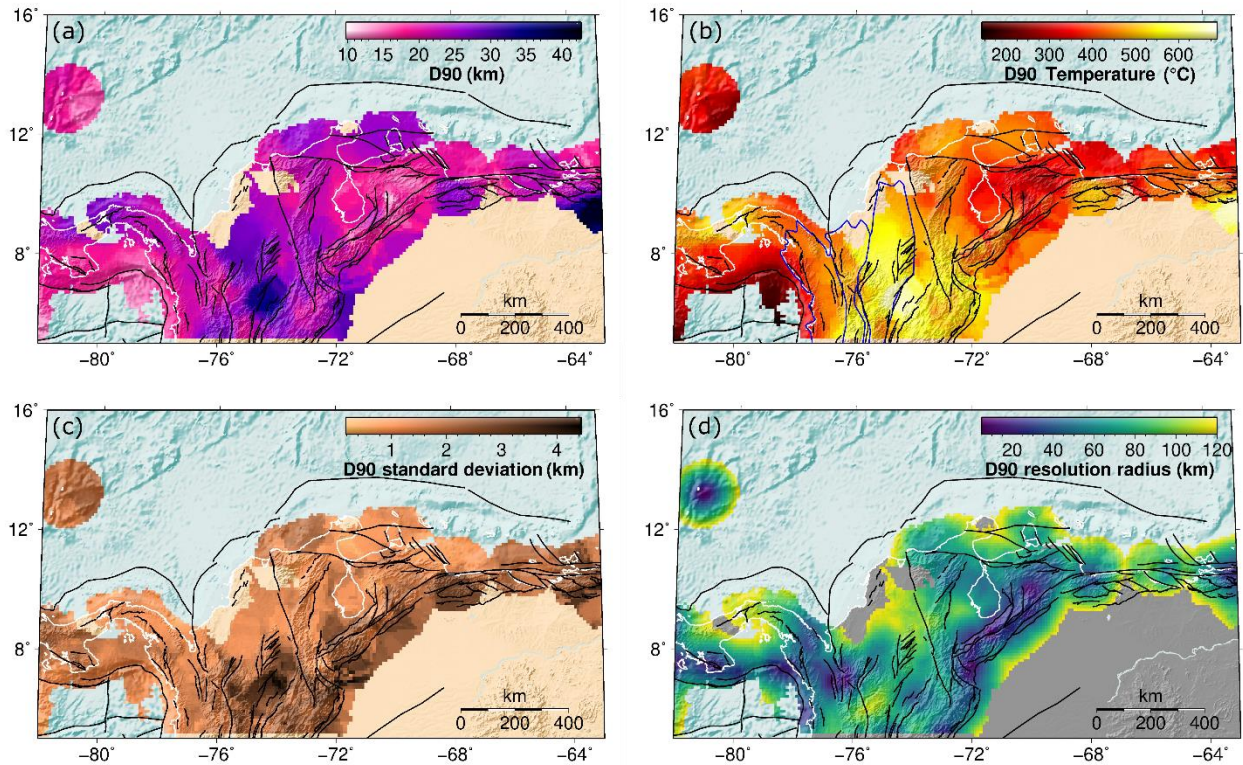 16°
(a)
10 15 20 25 30 35 40
D90 (km)
12°
8°
km
0 200 400
−80 −76 −72 −68 −64
(b)
200 300 400 500 600
D90 Temperature (°C)
km
0 200 400
−80 −76 −72 −68 −64
16°
(c)
1 2 3 4
D90 standard deviation (km)
12°
8°
km
0 200 400
−80 −76 −72 −68 −64
16°
(d)
20 40 60 80 100 120
D90 resolution radius (km)
12°
8°
km
0 200 400
−80 −76 −72 −68 −64